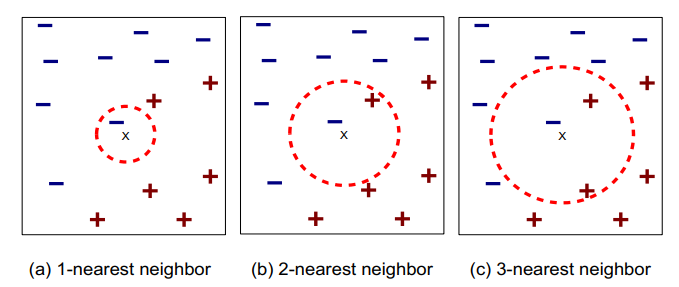 x
x
x
(a) 1-nearest neighbor
(b) 2-nearest neighbor
(c) 3-nearest neighbor